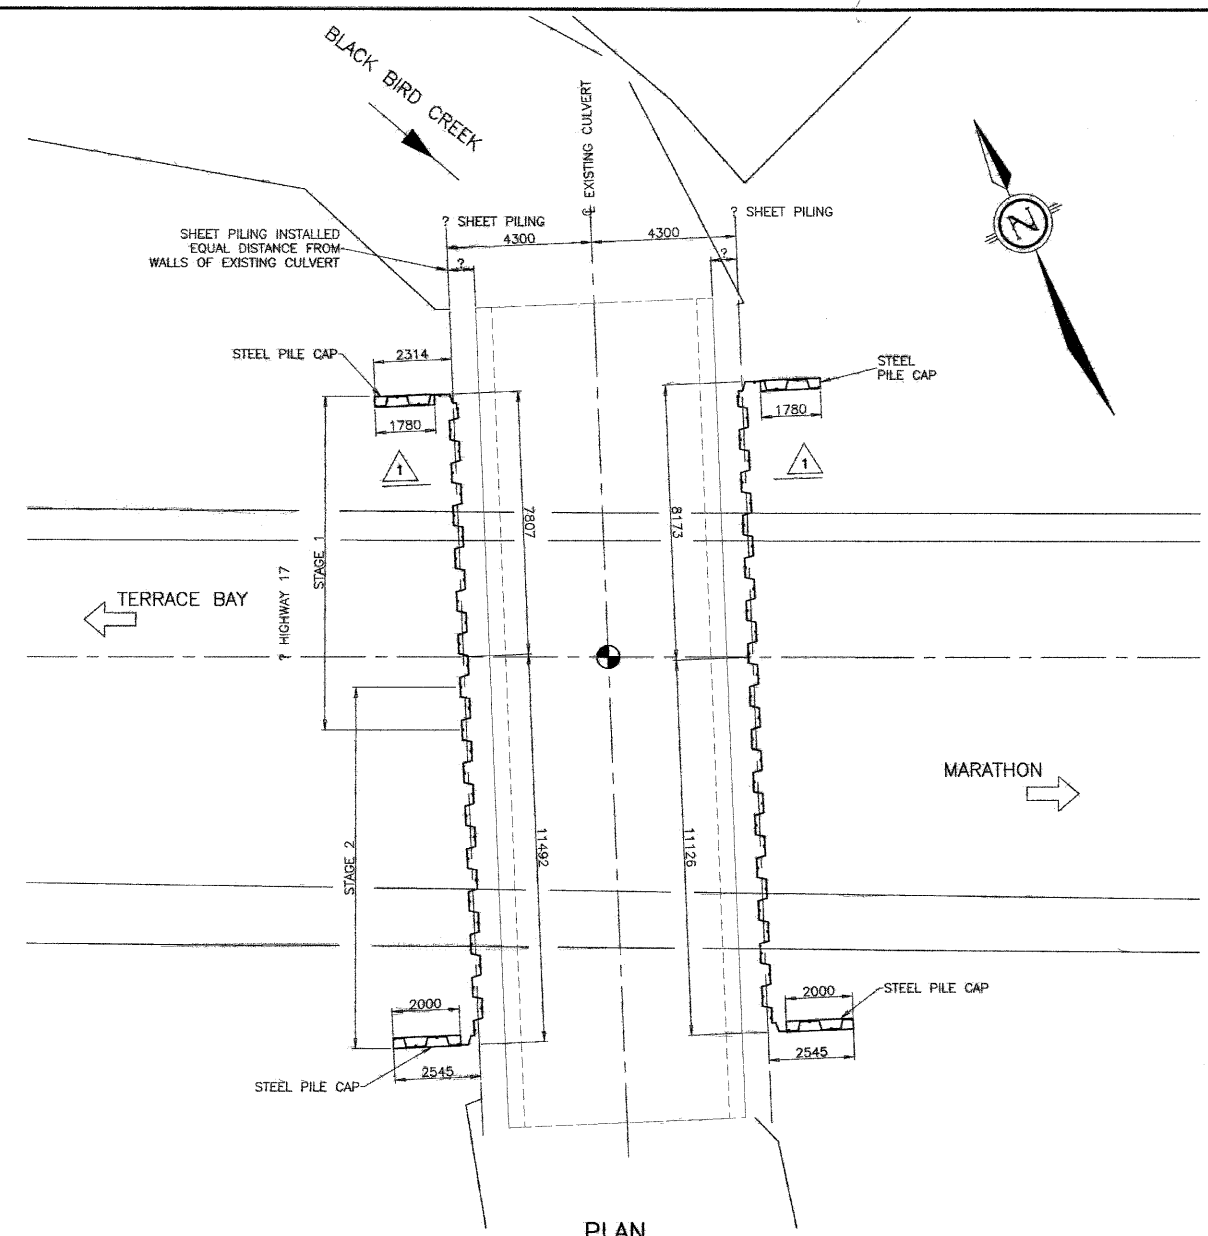 BLACK BIRD CREEK
℄ EXISTING CULVERT
? SHEET PILING
? SHEET PILING
4300
4300
SHEET PILING INSTALLED
EQUAL DISTANCE FROM
WALLS OF EXISTING CULVERT
?
?
N
STEEL PILE CAP
2314
STEEL
PILE CAP
1780
1780
1
1
7807
8173
STAGE 1
? HIGHWAY 17
TERRACE BAY
MARATHON
STAGE 2
11492
11126
2000
2000
STEEL PILE CAP
2545
2545
STEEL PILE CAP
PLAN